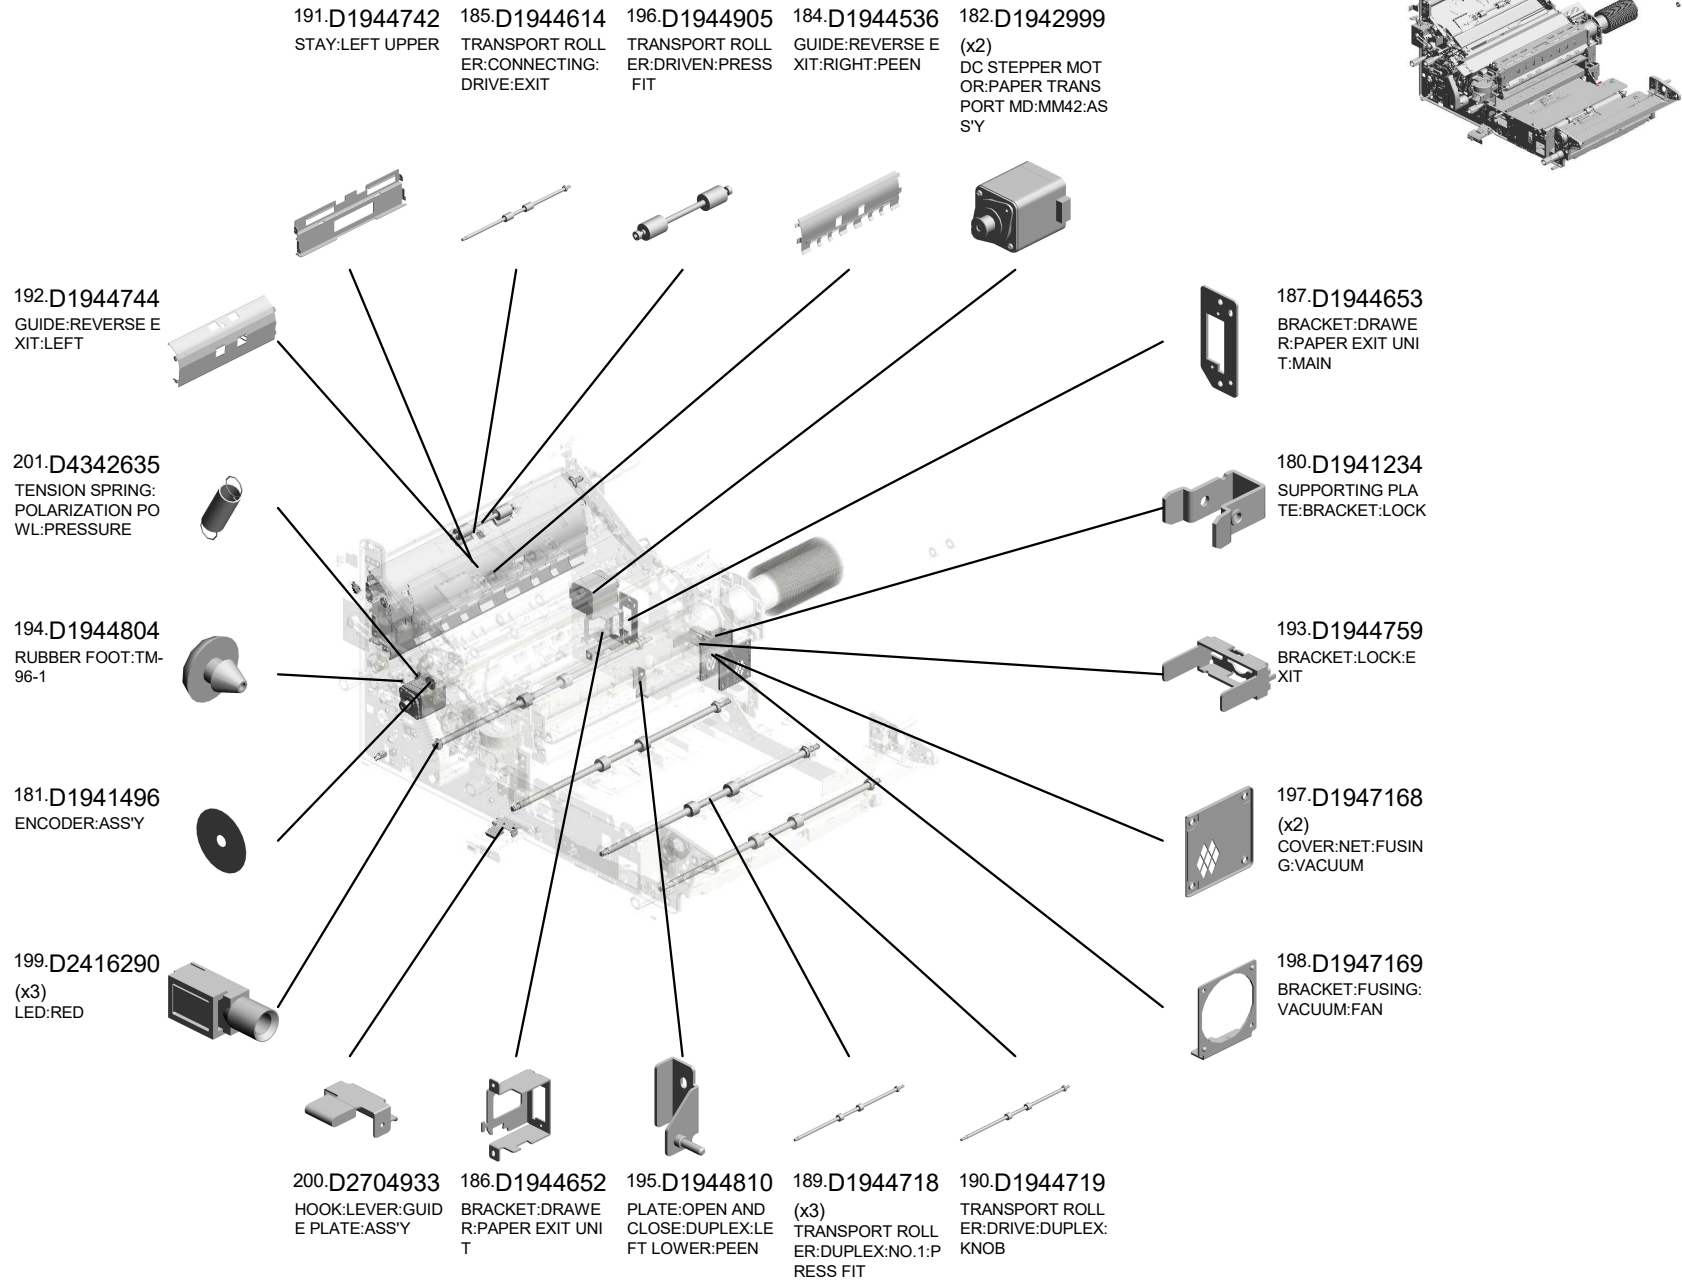 191.D1944742
STAY:LEFT UPPER
185.D1944614
TRANSPORT ROLL
ER:CONNECTING:
DRIVE:EXIT
196.D1944905
TRANSPORT ROLL
ER:DRIVEN:PRESS
FIT
184.D1944536
GUIDE:REVERSE E
XIT:RIGHT:PEEN
182.D1942999
(x2)
DC STEPPER MOT
OR:PAPER TRANS
PORT MD:MM42:AS
S'Y
192.D1944744
GUIDE:REVERSE E
XIT:LEFT
187.D1944653
BRACKET:DRAWE
R:PAPER EXIT UNI
T:MAIN
201.D4342635
TENSION SPRING:
POLARIZATION PO
WL:PRESSURE
180.D1941234
SUPPORTING PLA
TE:BRACKET:LOCK
194.D1944804
RUBBER FOOT:TM-
96-1
193.D1944759
BRACKET:LOCK:E
XIT
181.D1941496
ENCODER:ASS'Y
197.D1947168
(x2)
COVER:NET:FUSIN
G:VACUUM
199.D2416290
(x3)
LED:RED
198.D1947169
BRACKET:FUSING:
VACUUM:FAN
200.D2704933
HOOK:LEVER:GUID
E PLATE:ASS'Y
186.D1944652
BRACKET:DRAWE
R:PAPER EXIT UNI
T
195.D1944810
PLATE:OPEN AND
CLOSE:DUPLEX:LE
FT LOWER:PEEN
189.D1944718
(x3)
TRANSPORT ROLL
ER:DUPLEX:NO.1:P
RESS FIT
190.D1944719
TRANSPORT ROLL
ER:DRIVE:DUPLEX:
KNOB